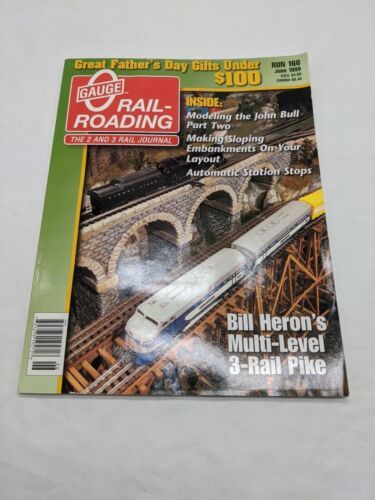 Great Father's Day Gifts Under
$100
RUN 166
June 1999
O
GAUGE
RAIL-
ROADING
THE 2 AND 3 RAIL JOURNAL
INSIDE:
Modeling the John Bull
Part Two
Making Sloping
Embankments On Your
Layout
Automatic Station Stops
Bill Heron's
Multi-Level
3-Rail Pike